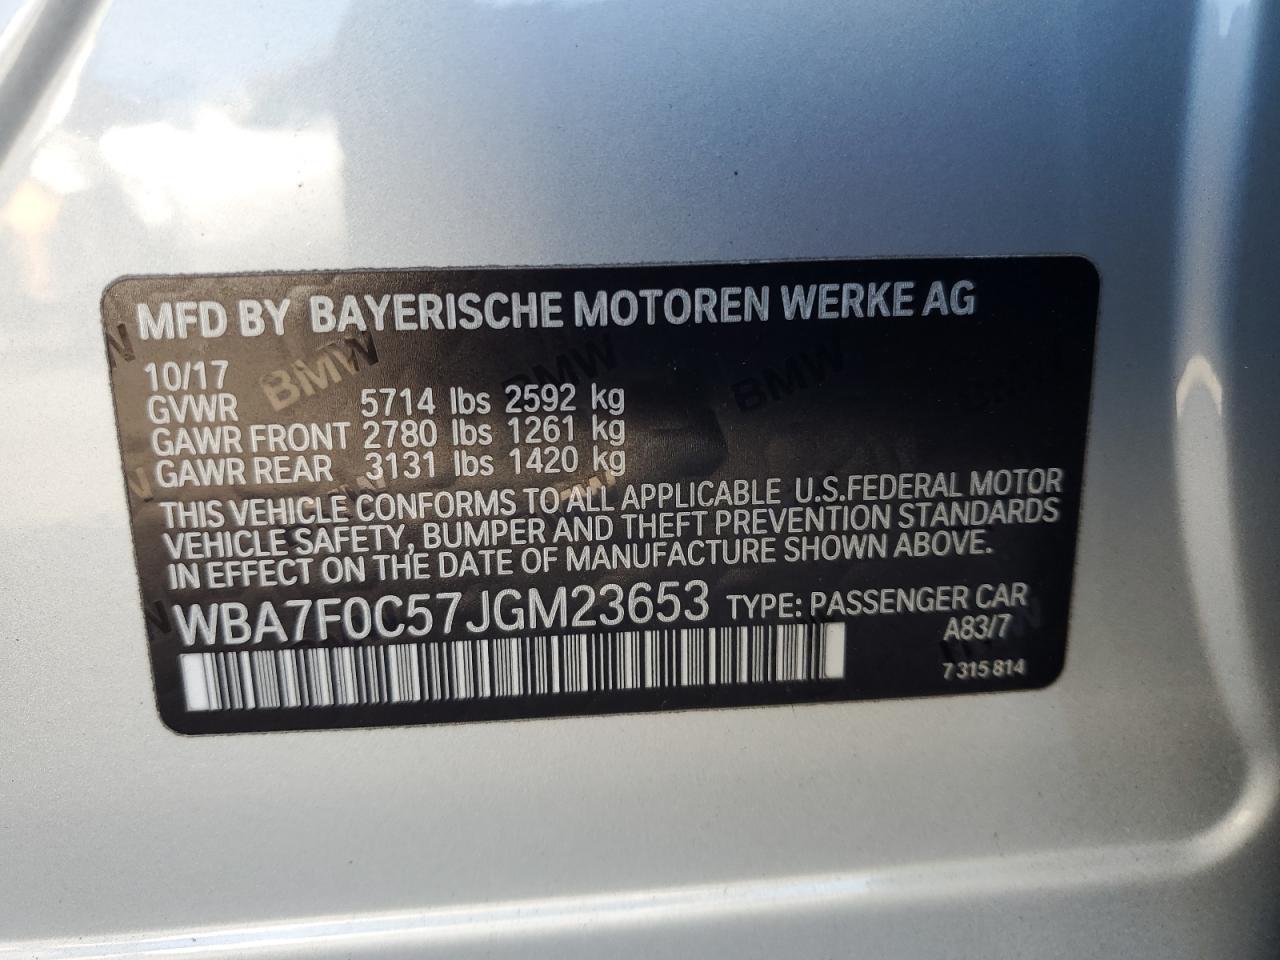 MFD BY BAYERISCHE MOTOREN WERKE AG
10/17
GVWR 5714 lbs 2592 kg
GAWR FRONT 2780 lbs 1261 kg
GAWR REAR 3131 lbs 1420 kg
THIS VEHICLE CONFORMS TO ALL APPLICABLE U.S.FEDERAL MOTOR
VEHICLE SAFETY, BUMPER AND THEFT PREVENTION STANDARDS
IN EFFECT ON THE DATE OF MANUFACTURE SHOWN ABOVE.
WBA7F0C57JGM23653 TYPE: PASSENGER CAR
A83/7
7 315 814
BMW
BMW
BMW